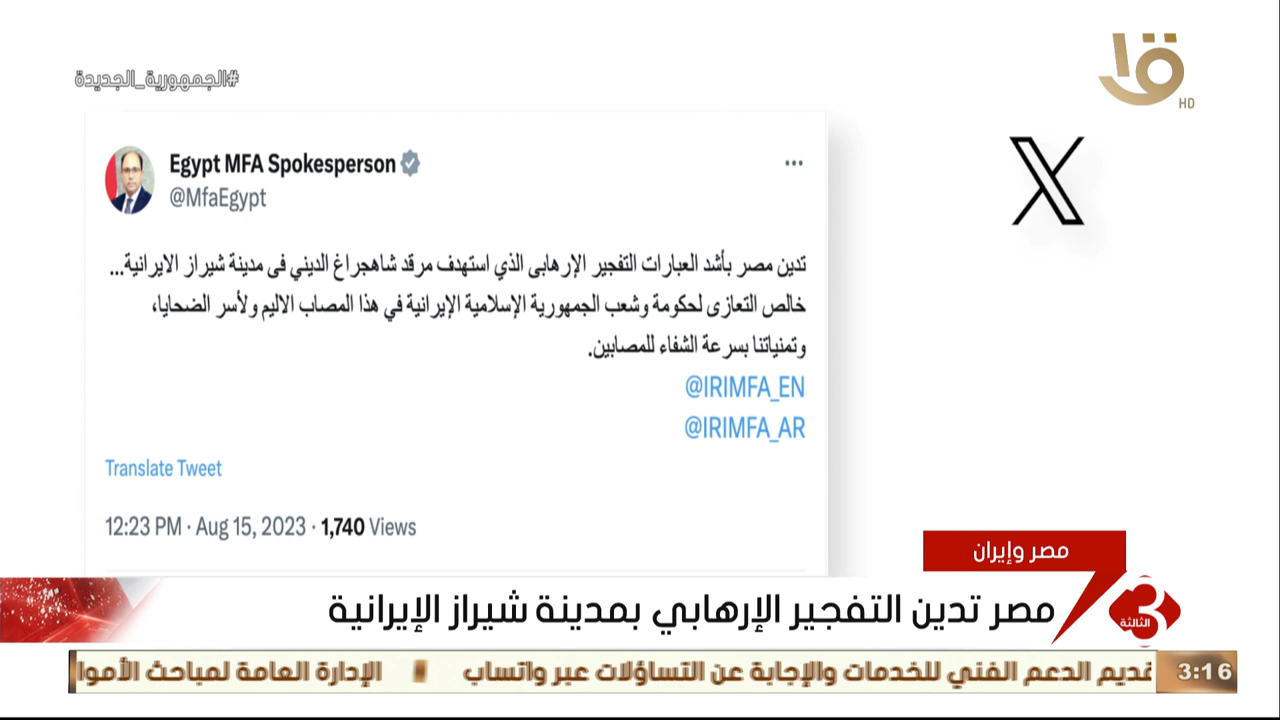 #الجمهورية_الجديدة
HD
Egypt MFA Spokesperson
@MfaEgypt
تدين مصر بأشد العبارات التفجير الإرهابى الذي استهدف مرقد شاهجراغ الديني فى مدينة شيراز الايرانية...
خالص التعازى لحكومة وشعب الجمهورية الإسلامية الإيرانية في هذا المصاب الاليم ولأسر الضحايا،
وتمنياتنا بسرعة الشفاء للمصابين.
@IRIMFA_EN
@IRIMFA_AR
Translate Tweet
12:23 PM · Aug 15, 2023 · 1,740 Views
مصر وإيران
مصر تدين التفجير الإرهابي بمدينة شيراز الإيرانية
3 الثالثة
الدعم الفني للخدمات والإجابة عن التساؤلات عبر واتساب الإدارة العامة لمباحث
3:16